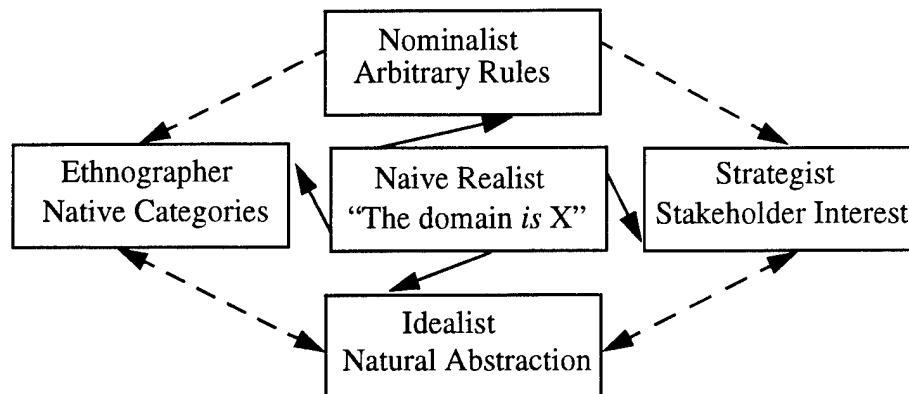 Nominalist
Arbitrary Rules
Ethnographer
Native Categories
Naive Realist
“The domain is X”
Strategist
Stakeholder Interest
Idealist
Natural Abstraction